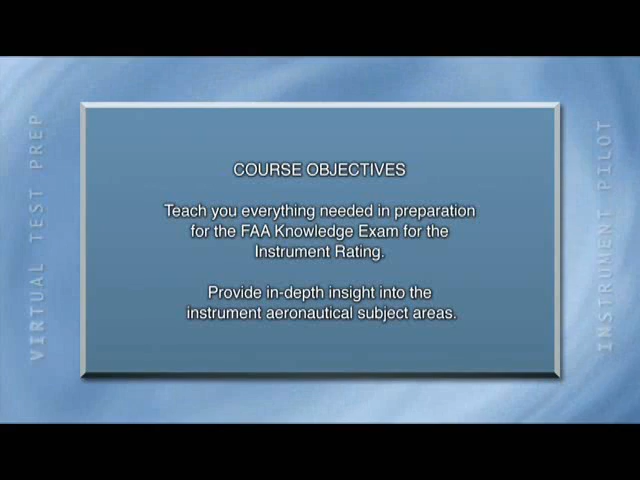 VIRTUAL TEST PREP
COURSE OBJECTIVES
Teach you everything needed in preparation
for the FAA Knowledge Exam for the
Instrument Rating.
Provide in-depth insight into the
instrument aeronautical subject areas.
INSTRUMENT PILOT